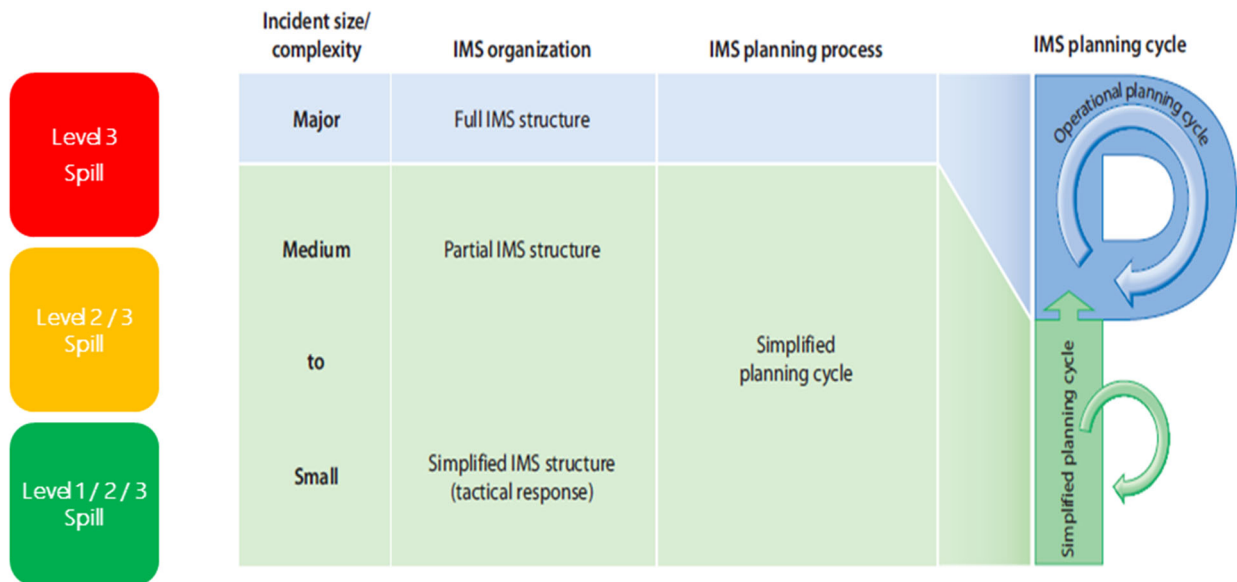 Incident size/
complexity
IMS organization
IMS planning process
IMS planning cycle
Level 3
Spill
Level 2 / 3
Spill
Level 1 / 2 / 3
Spill
Major
Full IMS structure
Medium
Partial IMS structure
to
Simplified
planning cycle
Small
Simplified IMS structure
(tactical response)
Operational planning cycle
Simplified planning cycle